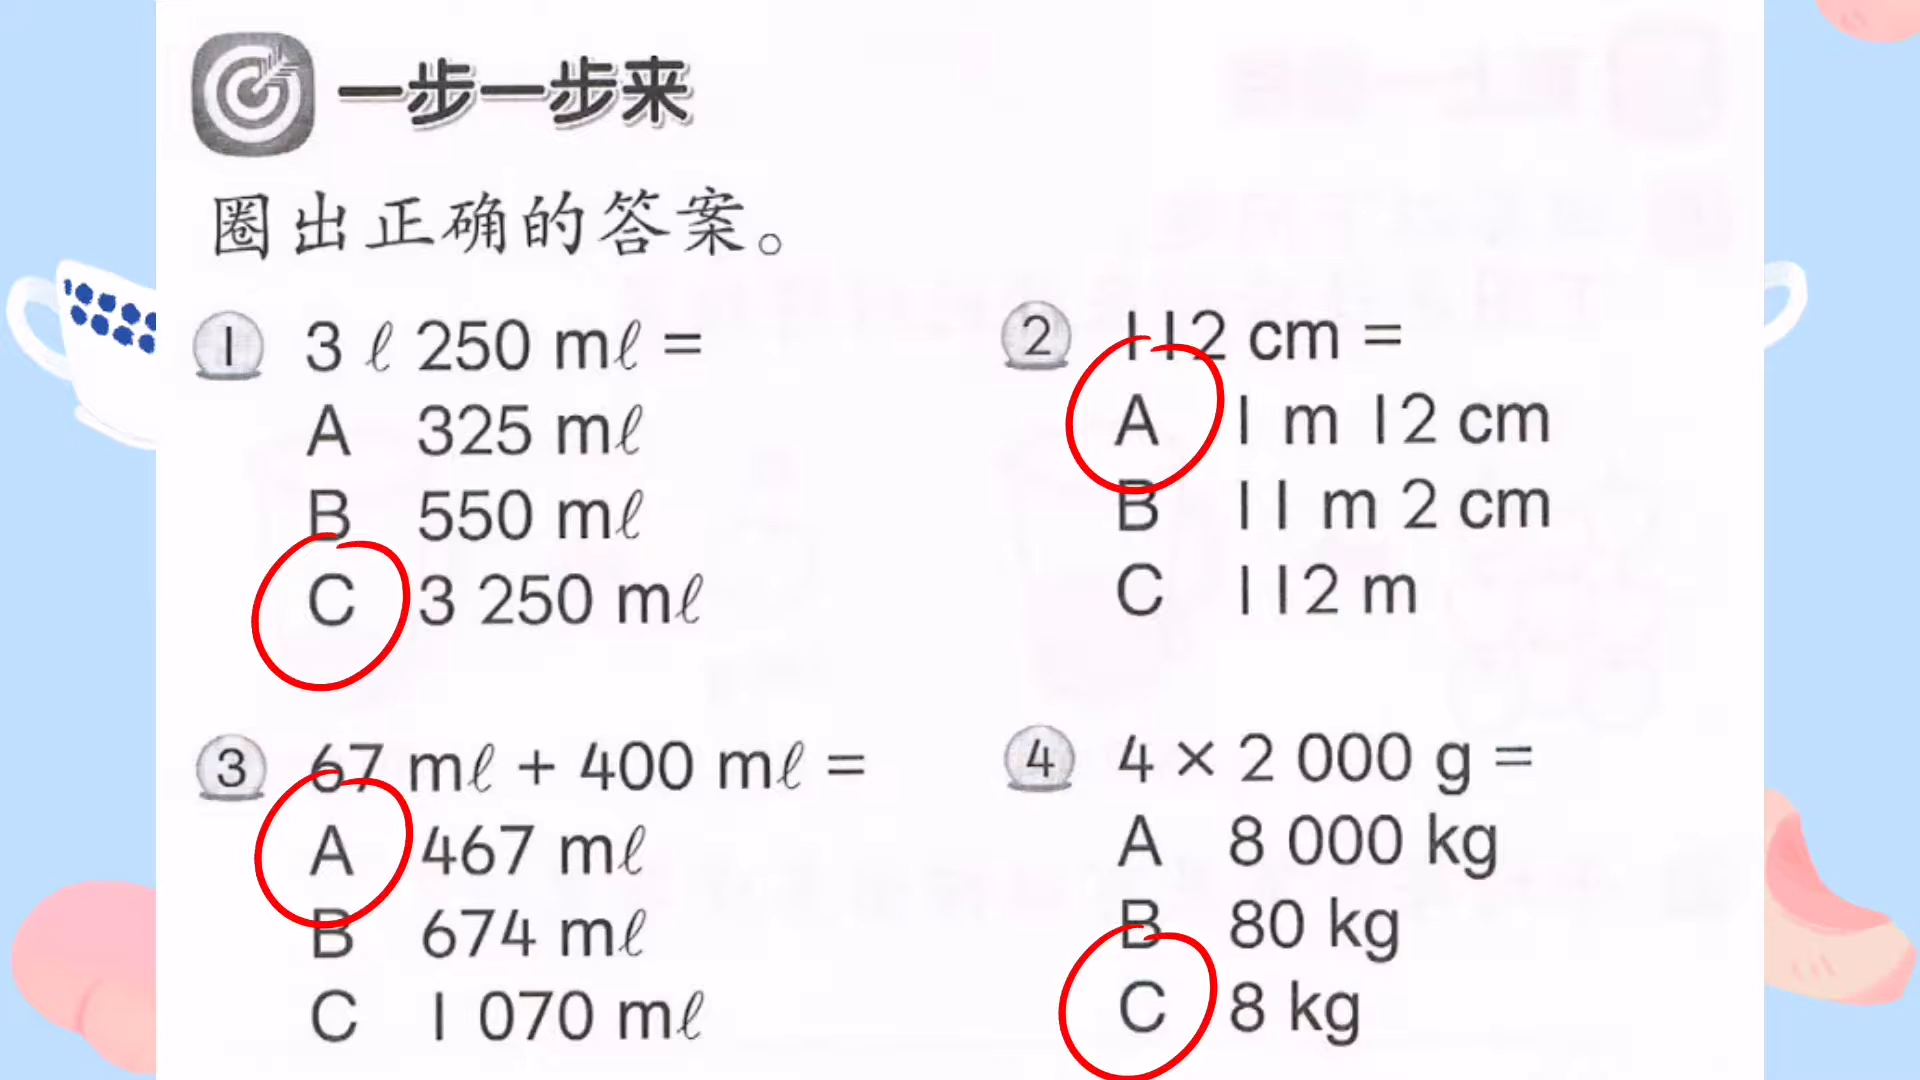 一步一步来
圈出正确的答案。
1 3 ℓ 250 mℓ =
A 325 mℓ
B 550 mℓ
C 3 250 mℓ
2 112 cm =
A 1 m 12 cm
B 11 m 2 cm
C 112 m
3 67 mℓ + 400 mℓ =
A 467 mℓ
B 674 mℓ
C 1 070 mℓ
4 4 × 2 000 g =
A 8 000 kg
B 80 kg
C 8 kg